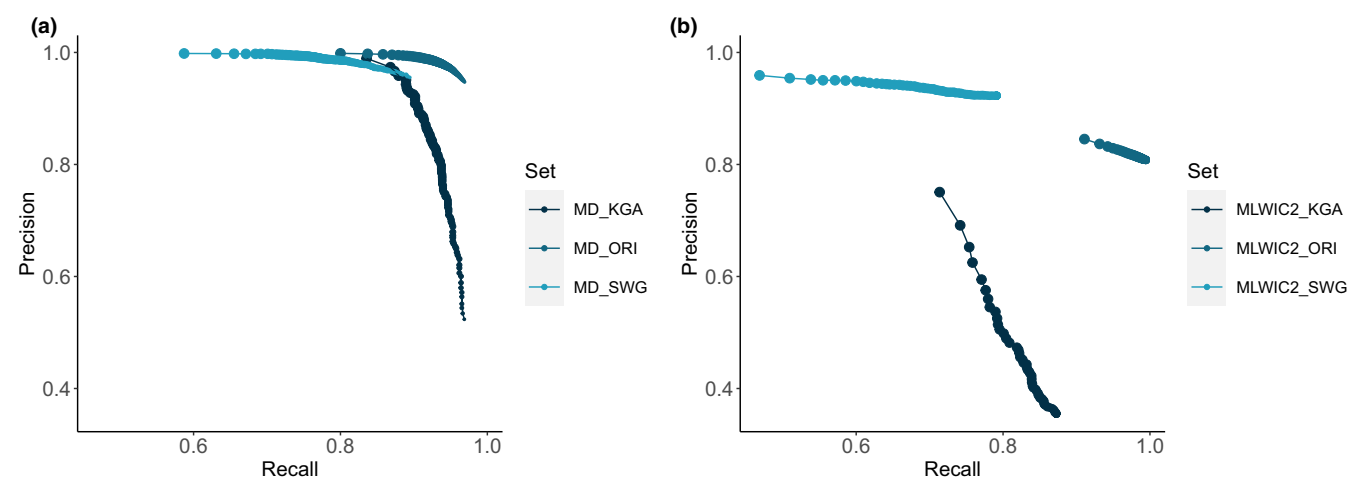 (a)
1.0
0.8
0.6
0.4
Precision
0.6
0.8
1.0
Recall
Set
MD_KGA
MD_ORI
MD_SWG
(b)
1.0
0.8
0.6
0.4
Precision
0.6
0.8
1.0
Recall
Set
MLWIC2_KGA
MLWIC2_ORI
MLWIC2_SWG